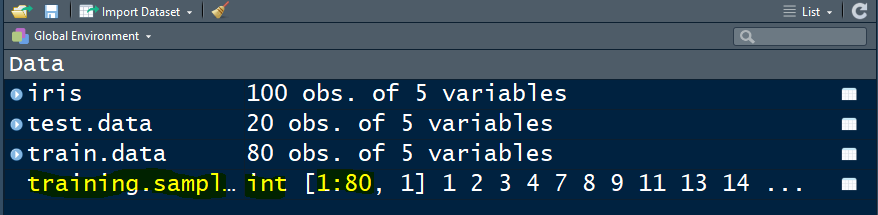 Import Dataset List
Global Environment
Data
iris 100 obs. of 5 variables
test.data 20 obs. of 5 variables
train.data 80 obs. of 5 variables
training.sampl… int [1:80, 1] 1 2 3 4 7 8 9 11 13 14 ...